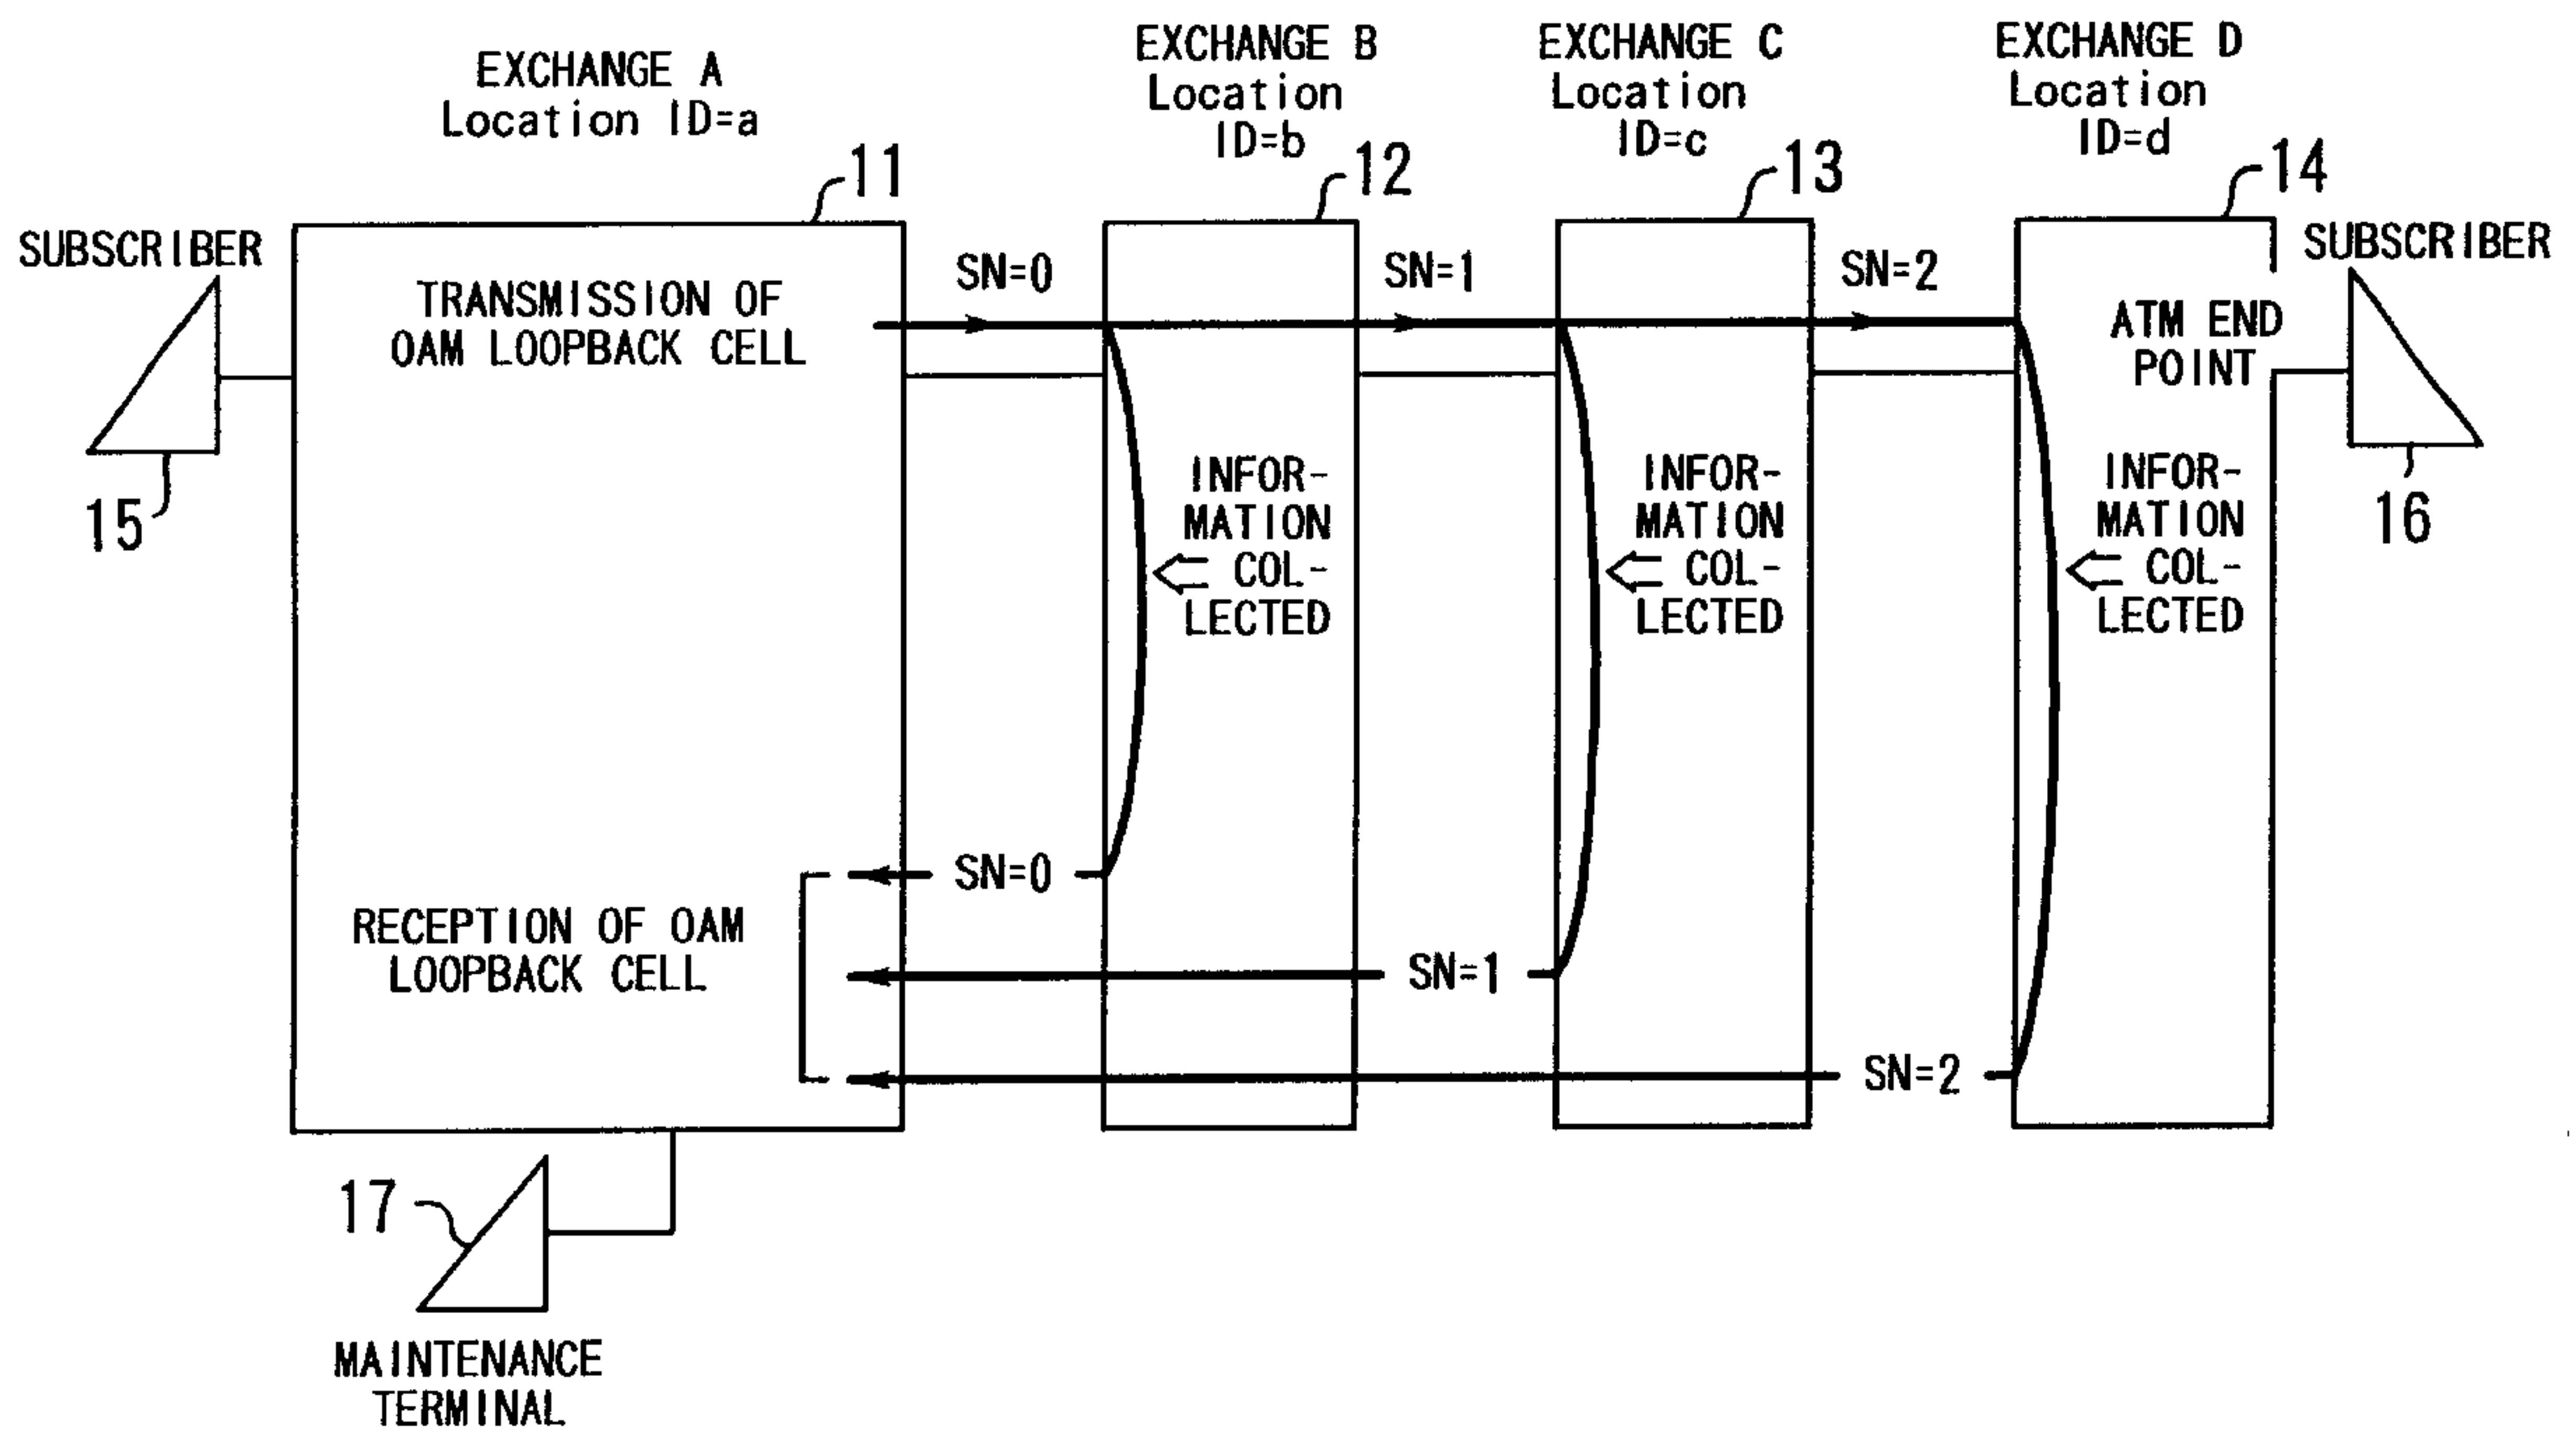 EXCHANGE A
Location ID=a
EXCHANGE B
Location
ID=b
EXCHANGE C
Location
ID=c
EXCHANGE D
Location
ID=d
11
12
13
14
SUBSCRIBER
15
TRANSMISSION OF
OAM LOOPBACK CELL
SN=0
SN=1
SN=2
ATM END
POINT
SUBSCRIBER
16
INFOR-
MATION
COL-
LECTED
INFOR-
MATION
COL-
LECTED
INFOR-
MATION
COL-
LECTED
RECEPTION OF OAM
LOOPBACK CELL
SN=0
SN=1
SN=2
17
MAINTENANCE
TERMINAL